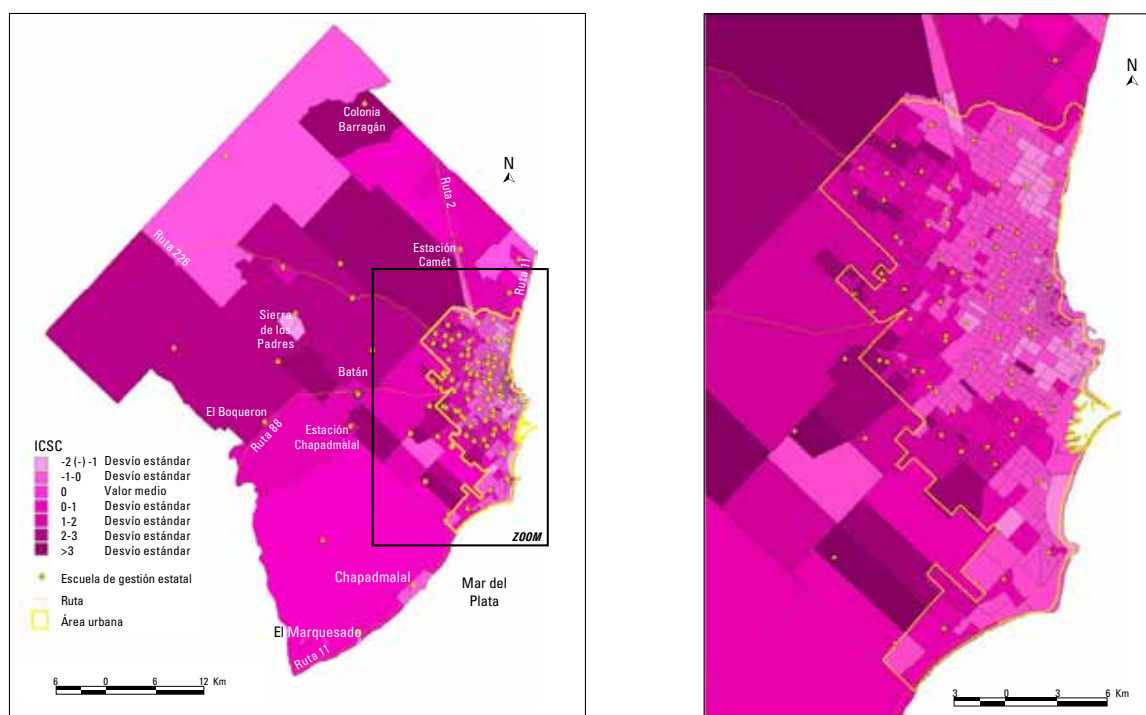 Colonia
Barragán
N
Ruta 2
Ruta 226
Estación
Camét
Ruta 11
Sierra
de los
Padres
Batán
El Boqueron
Ruta 88
Estación
Chapadmalal
ICSC
-2 (-) -1 Desvío estándar
-1-0 Desvío estándar
0 Valor medio
0-1 Desvío estándar
1-2 Desvío estándar
2-3 Desvío estándar
>3 Desvío estándar
Escuela de gestión estatal
Ruta
Área urbana
ZOOM
Chapadmalal
Mar del
Plata
El Marquesado
Ruta 11
6 0 6 12 Km
N
3 0 3 6 Km